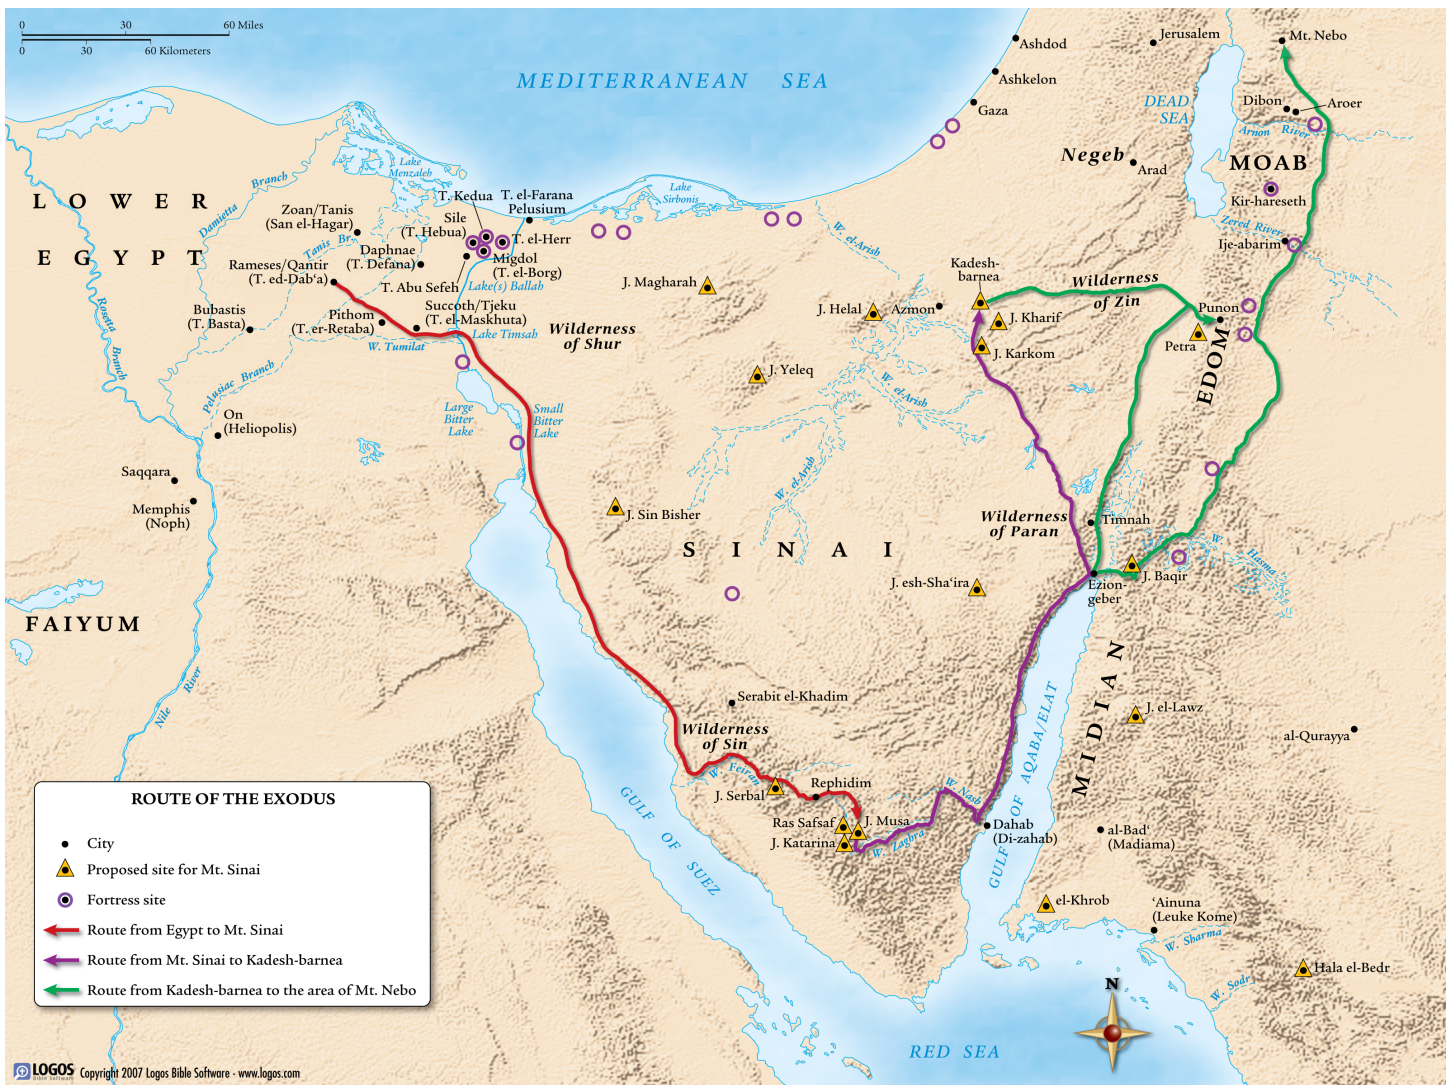 0 30 60 Miles
0 30 60 Kilometers
MEDITERRANEAN SEA
Ashdod
Ashkelon
Gaza
Jerusalem
Mt. Nebo
DEAD
SEA
Dibon
Aroer
Arnon River
MOAB
Negeb
Arad
Kir-hareseth
Zered River
Ije-abarim
LOWER
EGYPT
Lake
Menzaleh
Damietta Branch
Zoan/Tanis
(San el-Hagar)
Tanis Br.
T. Kedua
T. el-Farana
Pelusium
Sile
(T. Hebua)
T. el-Herr
Lake
Sirbonis
Daphnae
(T. Defana)
Migdol
(T. el-Borg)
Rameses/Qantir
(T. ed-Dab‘a)
T. Abu Sefeh
Lake(s) Ballah
Succoth/Tjeku
(T. el-Maskhuta)
Pithom
(T. er-Retaba)
Bubastis
(T. Basta)
Lake Timsah
W. Tumilat
Wilderness
of Shur
Rosetta Branch
Pelusiac Branch
On
(Heliopolis)
Large
Bitter
Lake
Small
Bitter
Lake
Saqqara
Memphis
(Noph)
J. Magharah
W. el-Arish
Kadesh-
barnea
Wilderness
of Zin
J. Helal
Azmon
J. Kharif
J. Karkom
Punon
Petra
EDOM
J. Yeleq
W. el-Arish
W. el-Arish
J. Sin Bisher
SINAI
Wilderness
of Paran
Timnah
W. Hasma
J. Baqir
Ezion-
geber
J. esh-Sha‘ira
FAIYUM
Nile River
MIDIAN
J. el-Lawz
al-Qurayya
Serabit el-Khadim
Wilderness
of Sin
W. Feiran
J. Serbal
Rephidim
Ras Safsaf
J. Musa
J. Katarina
W. Zaghra
W. Nasb
Dahab
(Di-zahab)
GULF OF AQABA/ELAT
GULF OF SUEZ
al-Bad‘
(Madiama)
el-Khrob
‘Ainuna
(Leuke Kome)
W. Sharma
Hala el-Bedr
W. Sodr
RED SEA
N
ROUTE OF THE EXODUS
City
Proposed site for Mt. Sinai
Fortress site
Route from Egypt to Mt. Sinai
Route from Mt. Sinai to Kadesh-barnea
Route from Kadesh-barnea to the area of Mt. Nebo
LOGOS
Bible Software
Copyright 2007 Logos Bible Software - www.logos.com